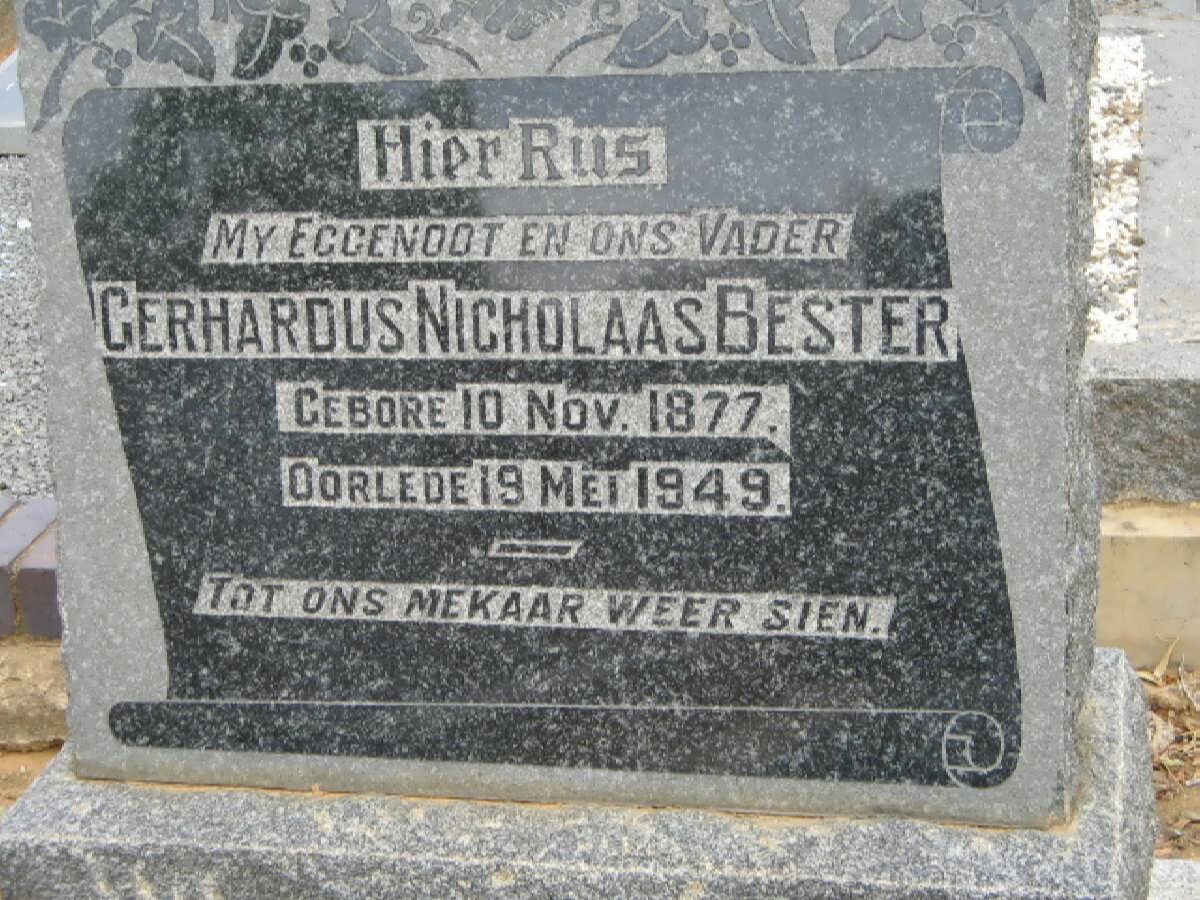 Hier Rus
MY EGGENOOT EN ONS VADER
GERHARDUS NICHOLAAS BESTER
GEBORE 10 NOV. 1877.
OORLEDE 19 MEI 1949.
TOT ONS MEKAAR WEER SIEN.